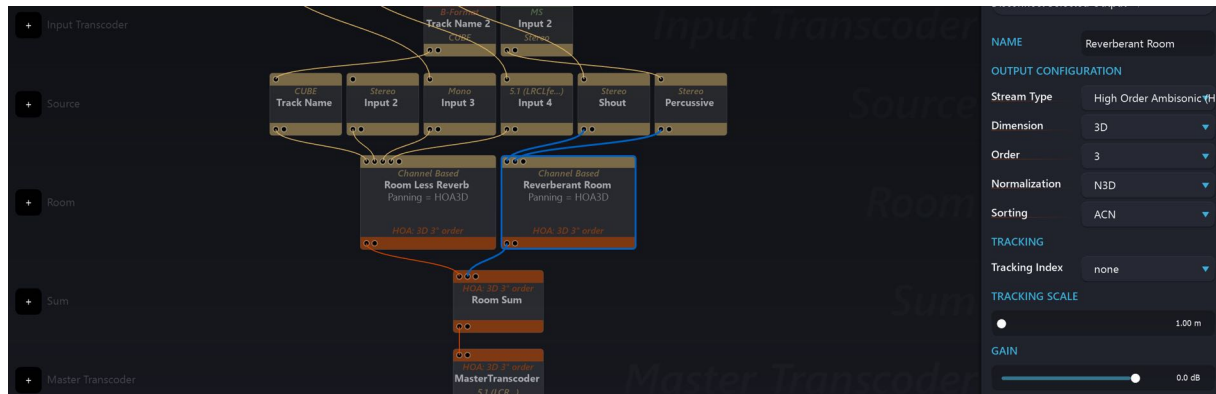 B-Format
Track Name 2
CUBE
MS
Input 2
Stereo
Input Transcoder
Input Transcoder
CUBE
Track Name
Stereo
Input 2
Mono
Input 3
5.1 (LRCLfe...)
Input 4
Stereo
Shout
Stereo
Percussive
Source
Source
Channel Based
Room Less Reverb
Panning = HOA3D
HOA: 3D 3° order
Channel Based
Reverberant Room
Panning = HOA3D
HOA: 3D 3° order
Room
Room
HOA: 3D 3° order
Room Sum
Sum
Sum
HOA: 3D 3° order
MasterTranscoder
5.1 (LCR...)
Master Transcoder
Master Transcoder
NAME
Reverberant Room
OUTPUT CONFIGURATION
Stream Type
High Order Ambisonic (H
Dimension
3D
Order
3
Normalization
N3D
Sorting
ACN
TRACKING
Tracking Index
none
TRACKING SCALE
1.00 m
GAIN
0.0 dB